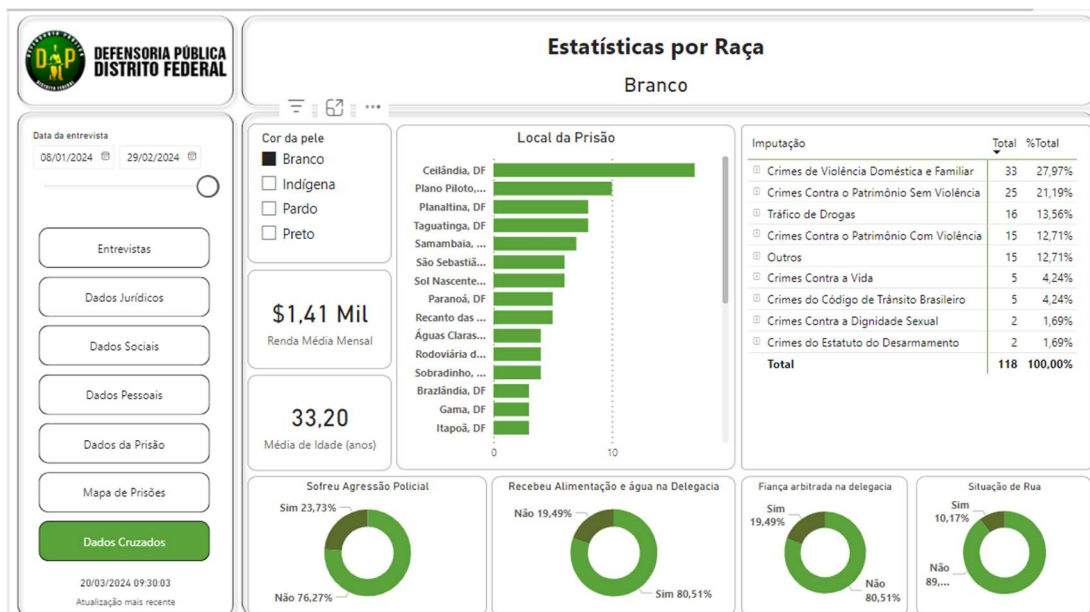 DEFENSORIA PÚBLICA
DISTRITO FEDERAL
Estatísticas por Raça
Branco
Data da entrevista
08/01/2024 29/02/2024
Entrevistas
Dados Jurídicos
Dados Sociais
Dados Pessoais
Dados da Prisão
Mapa de Prisões
Dados Cruzados
20/03/2024 09:30:03
Atualização mais recente
Cor da pele
Branco
Indígena
Pardo
Preto
$1,41 Mil
Renda Média Mensal
33,20
Média de Idade (anos)
Local da Prisão
Ceilândia, DF
Plano Piloto,...
Planaltina, DF
Taguatinga, DF
Samambaia, ...
São Sebastiã...
Sol Nascente...
Paranoá, DF
Recanto das ...
Águas Claras...
Rodoviária d...
Sobradinho, ...
Brazlândia, DF
Gama, DF
Itapoã, DF
0 10
Imputação Total %Total
Crimes de Violência Doméstica e Familiar 33 27,97%
Crimes Contra o Patrimônio Sem Violência 25 21,19%
Tráfico de Drogas 16 13,56%
Crimes Contra o Patrimônio Com Violência 15 12,71%
Outros 15 12,71%
Crimes Contra a Vida 5 4,24%
Crimes do Código de Trânsito Brasileiro 5 4,24%
Crimes Contra a Dignidade Sexual 2 1,69%
Crimes do Estatuto do Desarmamento 2 1,69%
Total 118 100,00%
Sofreu Agressão Policial
Sim 23,73%
Não 76,27%
Recebeu Alimentação e água na Delegacia
Não 19,49%
Sim 80,51%
Fiança arbitrada na delegacia
Sim
19,49%
Não
80,51%
Situação de Rua
Sim
10,17%
Não
89,...